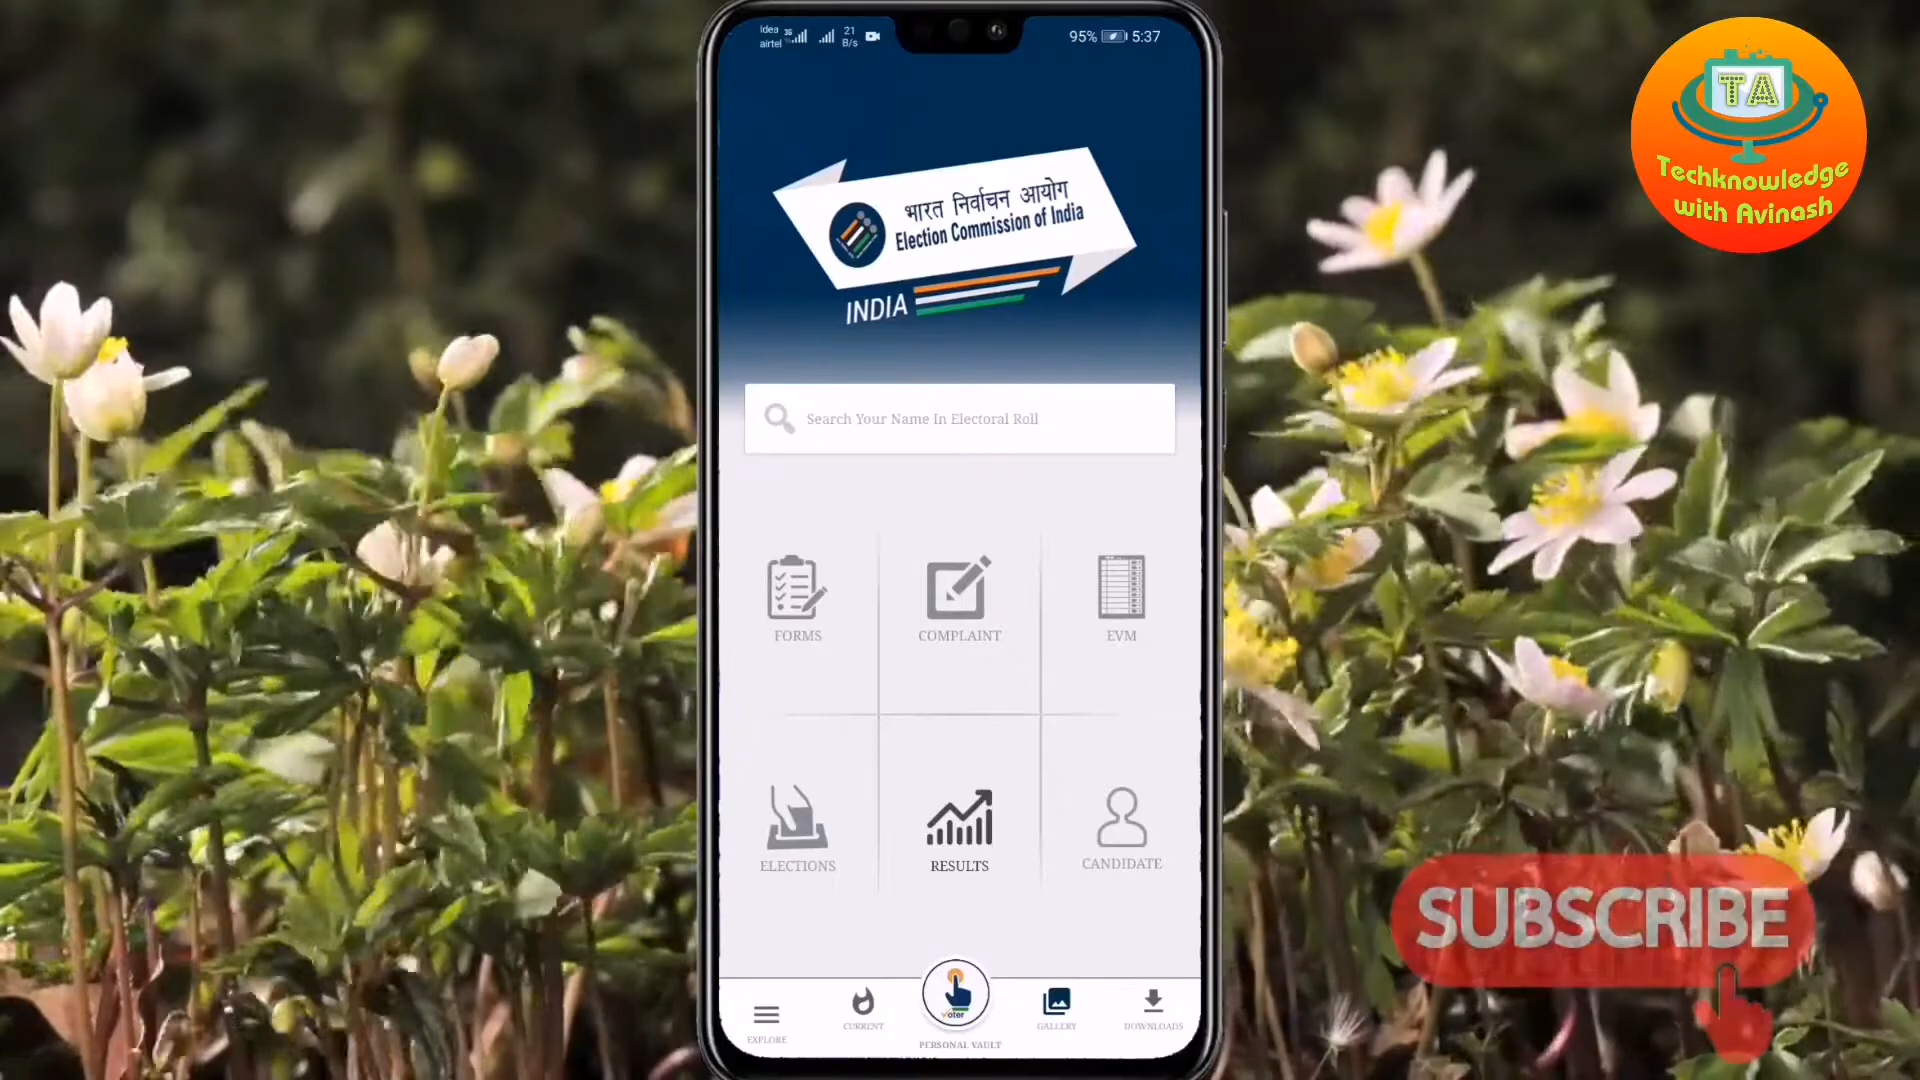 Idea
airtel
3G
21
B/s
95%
5:37
TA
Techknowledge
with Avinash
भारत निर्वाचन आयोग
Election Commission of India
INDIA
Search Your Name In Electoral Roll
FORMS
COMPLAINT
EVM
ELECTIONS
RESULTS
CANDIDATE
SUBSCRIBE
EXPLORE
CURRENT
Voter
PERSONAL VAULT
GALLERY
DOWNLOADS